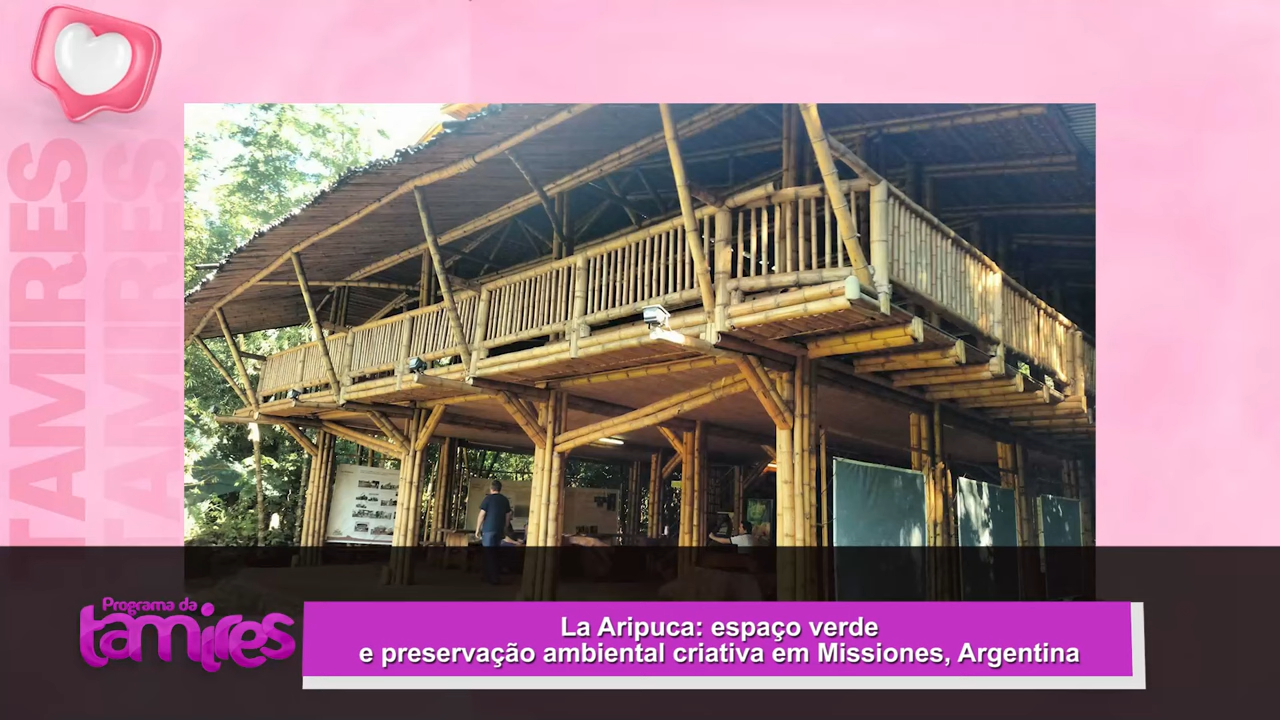 TAMIRES
TAMIRES
Programa da
tamires
La Aripuca: espaço verde
e preservação ambiental criativa em Missiones, Argentina